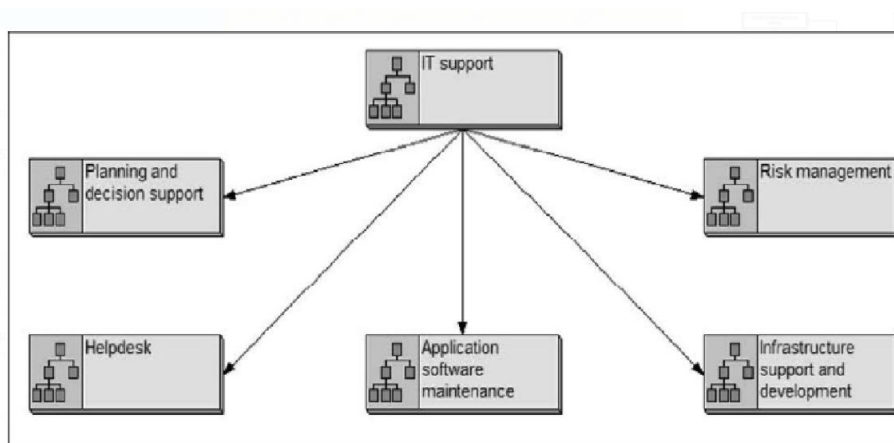 IT support
Planning and
decision support
Risk management
Helpdesk
Application
software
maintenance
Infrastructure
support and
development